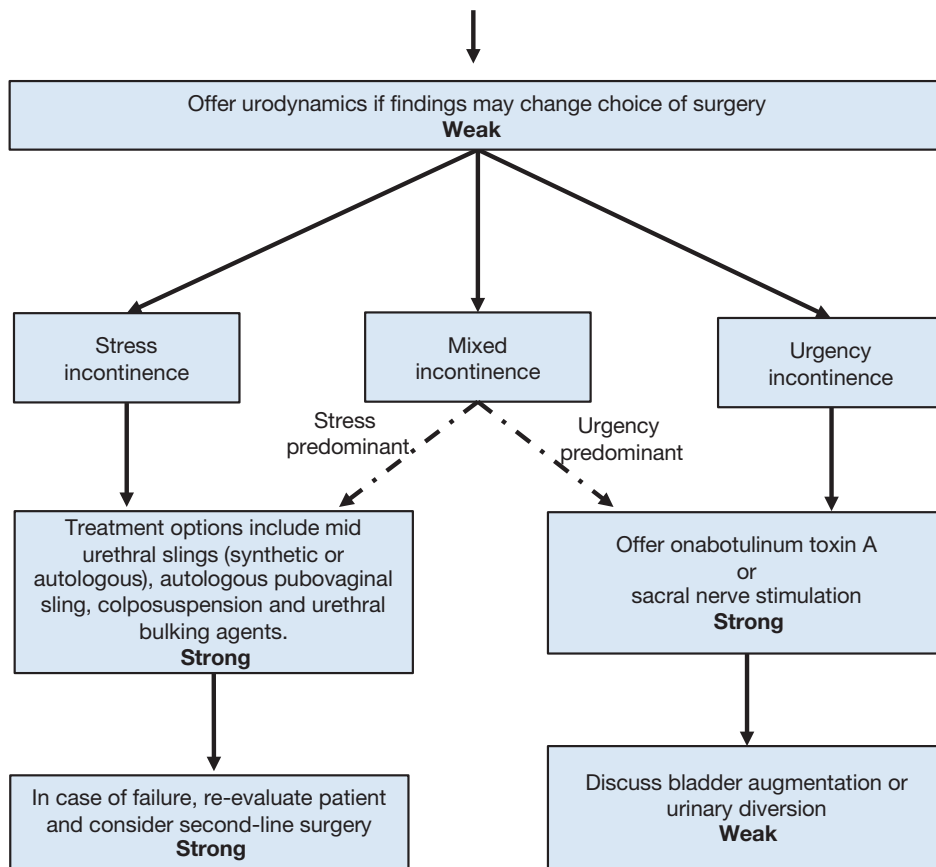 Offer urodynamics if findings may change choice of surgery
Weak
Stress
incontinence
Mixed
incontinence
Urgency
incontinence
Stress
predominant
Urgency
predominant
Treatment options include mid
urethral slings (synthetic or
autologous), autologous pubovaginal
sling, colposuspension and urethral
bulking agents.
Strong
Offer onabotulinum toxin A
or
sacral nerve stimulation
Strong
In case of failure, re-evaluate patient
and consider second-line surgery
Strong
Discuss bladder augmentation or
urinary diversion
Weak